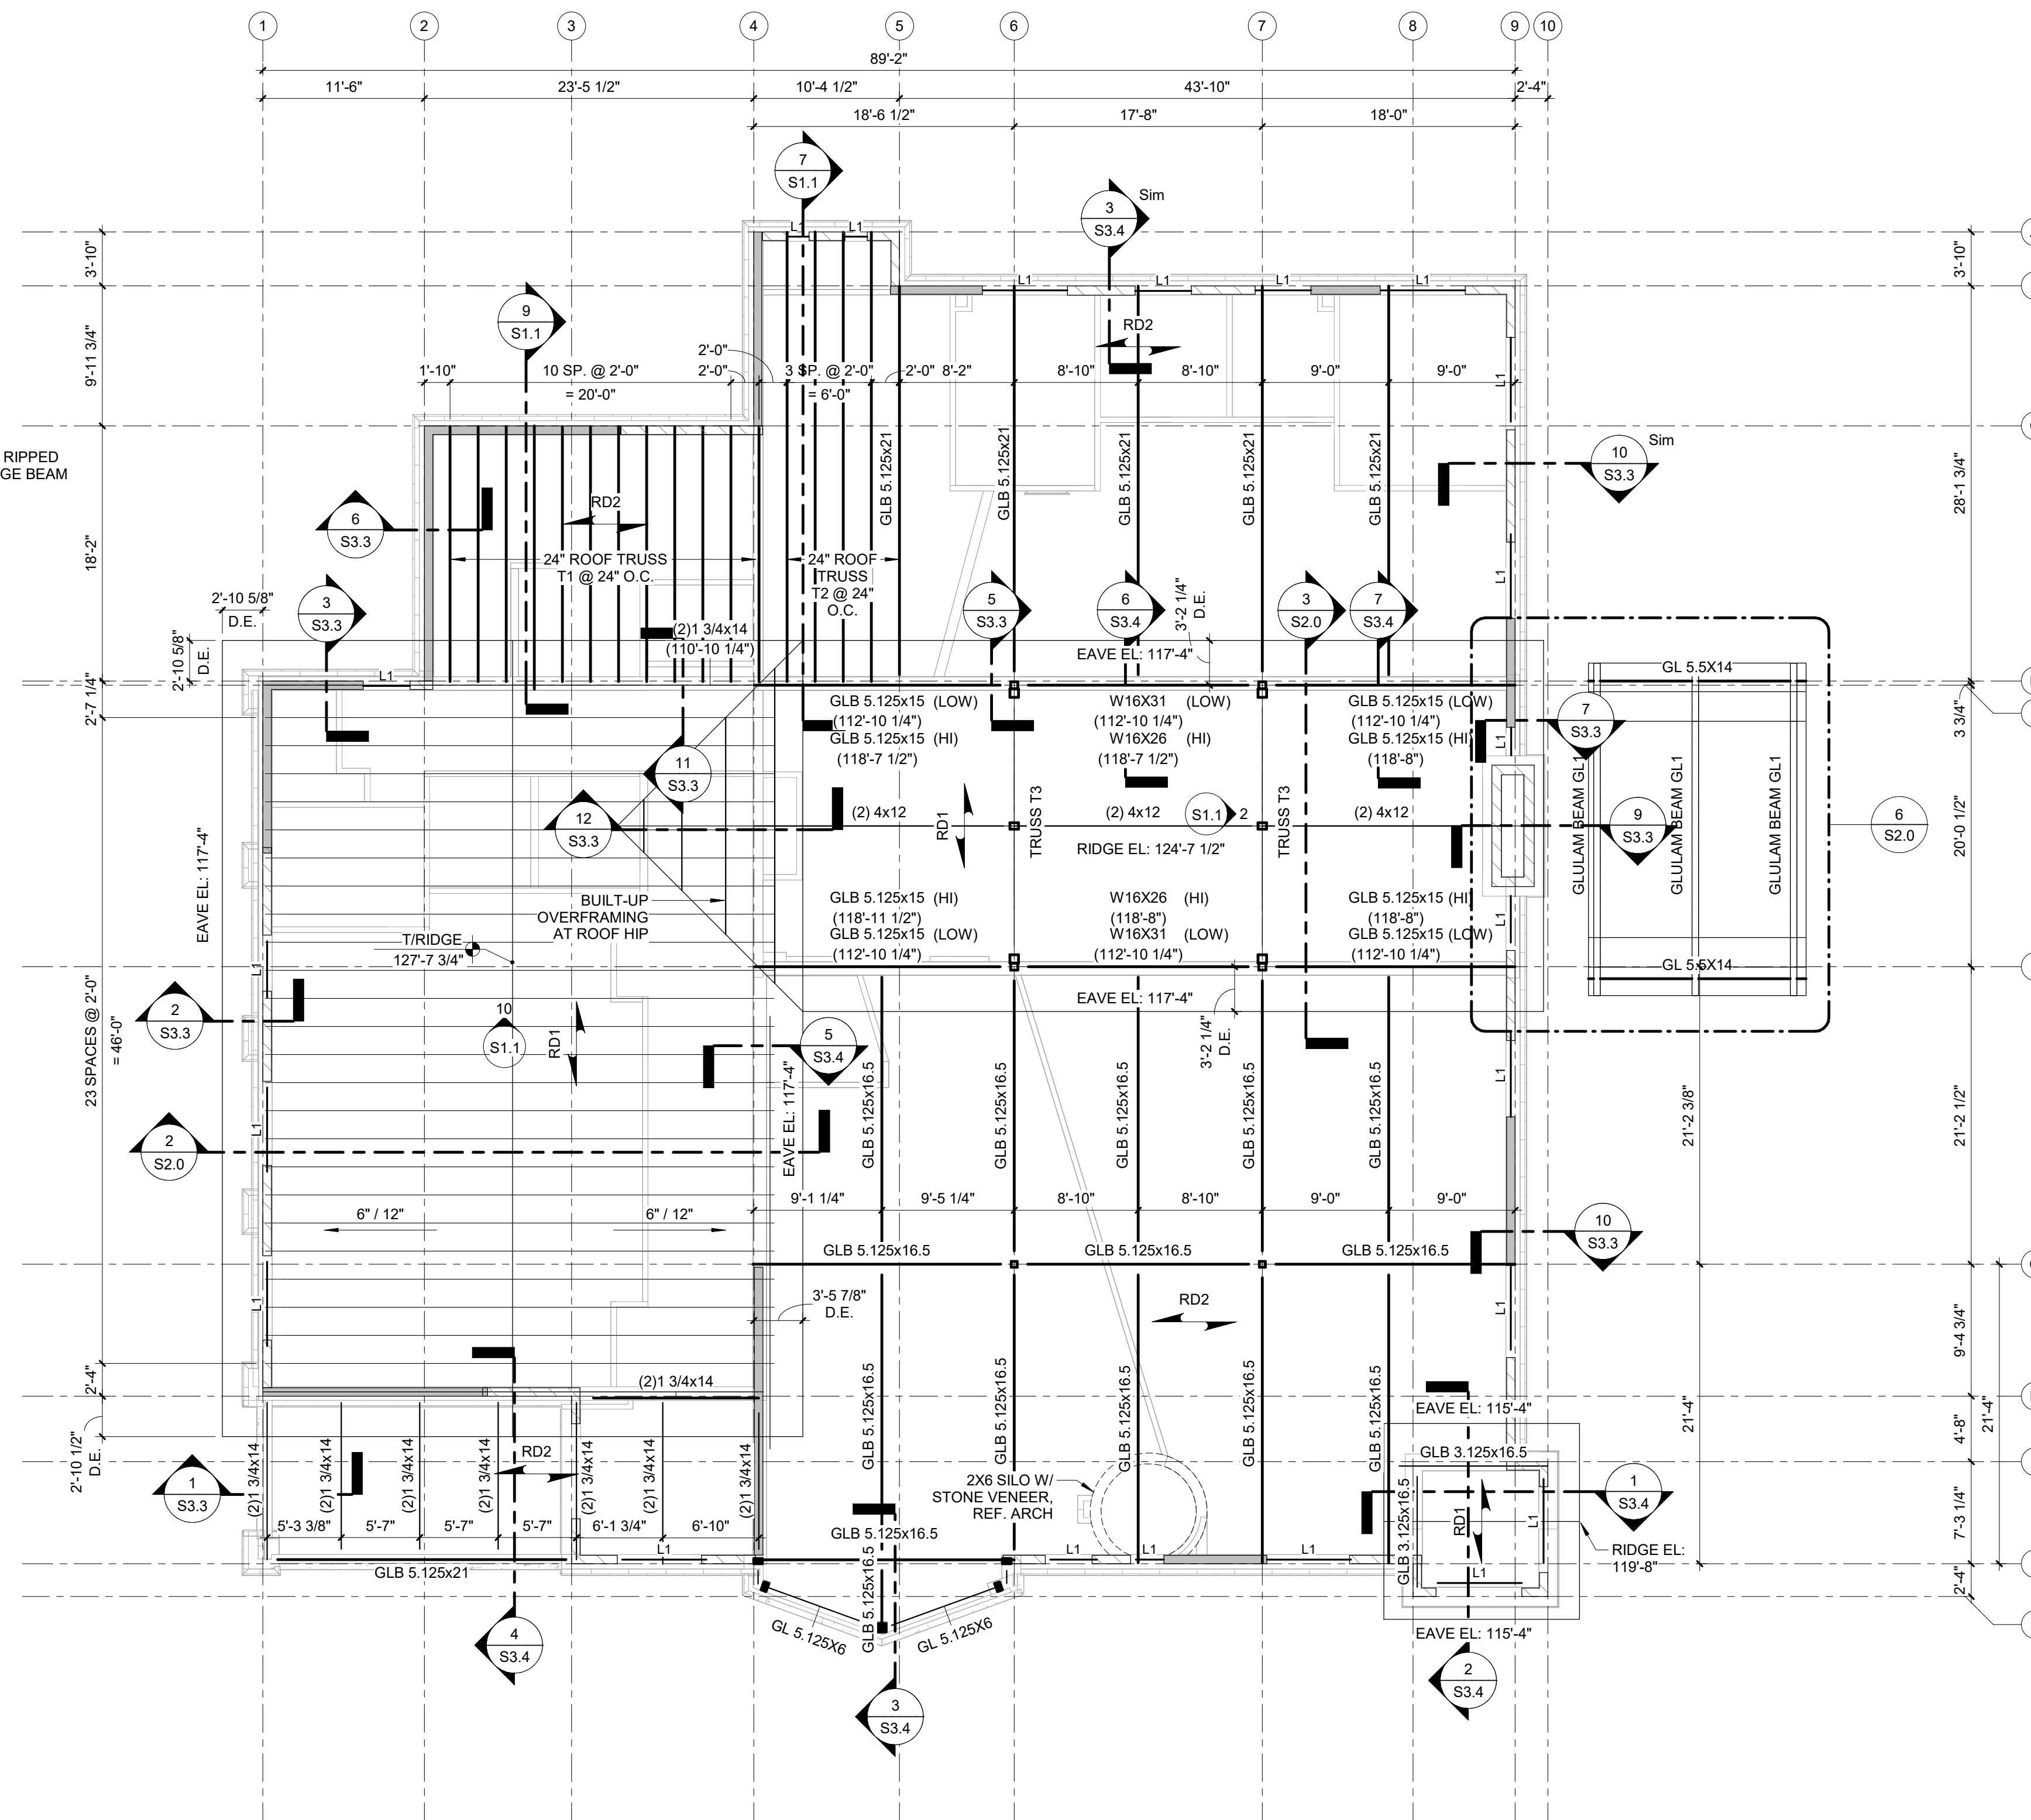 1
2
3
4
5
6
7
8
9
10
89'-2"
11'-6"
23'-5 1/2"
10'-4 1/2"
43'-10"
2'-4"
18'-6 1/2"
17'-8"
18'-0"
7
S1.1
3
S3.4
Sim
L1
L1
L1
L1
L1
L1
3'-10"
3'-10"
9
S1.1
RD2
9'-11 3/4"
2'-0"
1'-10"
10 SP. @ 2'-0"
= 20'-0"
2'-0"
3 SP. @ 2'-0"
= 6'-0"
2'-0"
8'-2"
8'-10"
8'-10"
9'-0"
9'-0"
L1
RIPPED
GE BEAM
GLB 5.125x21
GLB 5.125x21
GLB 5.125x21
GLB 5.125x21
GLB 5.125x21
10
S3.3
Sim
28'-1 3/4"
6
S3.3
RD2
18'-2"
24" ROOF TRUSS
T1 @ 24" O.C.
24" ROOF
TRUSS
T2 @ 24"
O.C.
L1
2'-10 5/8"
D.E.
3
S3.3
5
S3.3
6
S3.4
3'-2 1/4"
D.E.
3
S2.0
7
S3.4
(2)1 3/4x14
(110'-10 1/4")
2'-10 5/8"
D.E.
EAVE EL: 117'-4"
GL 5.5X14
L1
2'-7 1/4"
GLB 5.125x15 (LOW)
(112'-10 1/4")
GLB 5.125x15 (HI)
(118'-7 1/2")
W16X31 (LOW)
(112'-10 1/4")
W16X26 (HI)
(118'-7 1/2")
GLB 5.125x15 (LOW)
(112'-10 1/4")
GLB 5.125x15 (HI)
(118'-8")
L1
7
S3.3
3 3/4"
11
S3.3
12
S3.3
(2) 4x12
RD1
TRUSS T3
(2) 4x12
S1.1
2
TRUSS T3
(2) 4x12
RIDGE EL: 124'-7 1/2"
9
S3.3
GLULAM BEAM GL1
GLULAM BEAM GL1
GLULAM BEAM GL1
6
S2.0
20'-0 1/2"
EAVE EL: 117'-4"
BUILT-UP
OVERFRAMING
AT ROOF HIP
T/RIDGE
127'-7 3/4"
GLB 5.125x15 (HI)
(118'-11 1/2")
GLB 5.125x15 (LOW)
(112'-10 1/4")
W16X26 (HI)
(118'-8")
W16X31 (LOW)
(112'-10 1/4")
GLB 5.125x15 (HI)
(118'-8")
GLB 5.125x15 (LOW)
(112'-10 1/4")
L1
GL 5.5X14
L1
2
S3.3
10
S1.1
RD1
EAVE EL: 117'-4"
3'-2 1/4"
D.E.
5
S3.4
23 SPACES @ 2'-0"
= 46'-0"
EAVE EL: 117'-4"
L1
GLB 5.125x16.5
GLB 5.125x16.5
GLB 5.125x16.5
GLB 5.125x16.5
GLB 5.125x16.5
21'-2 3/8"
21'-2 1/2"
2
S2.0
L1
9'-1 1/4"
9'-5 1/4"
8'-10"
8'-10"
9'-0"
9'-0"
6" / 12"
6" / 12"
10
S3.3
GLB 5.125x16.5
GLB 5.125x16.5
GLB 5.125x16.5
L1
3'-5 7/8"
D.E.
RD2
L1
9'-4 3/4"
2'-4"
(2)1 3/4x14
GLB 5.125x16.5
GLB 5.125x16.5
GLB 5.125x16.5
GLB 5.125x16.5
GLB 5.125x16.5
EAVE EL: 115'-4"
21'-4"
4'-8"
21'-4"
2'-10 1/2"
D.E.
(2)1 3/4x14
(2)1 3/4x14
(2)1 3/4x14
(2)1 3/4x14
RD2
(2)1 3/4x14
(2)1 3/4x14
(2)1 3/4x14
GLB 3.125x16.5
1
S3.3
2X6 SILO W/
STONE VENEER,
REF. ARCH
GLB 3.125x16.5
RD1
L1
1
S3.4
7'-3 1/4"
5'-3 3/8"
5'-7"
5'-7"
5'-7"
6'-1 3/4"
6'-10"
GLB 5.125x16.5
L1
L1
L1
L1
RIDGE EL:
119'-8"
GLB 5.125x21
L1
2'-4"
GLB 5.125x16.5
GL 5.125X6
GL 5.125X6
EAVE EL: 115'-4"
4
S3.4
2
S3.4
3
S3.4